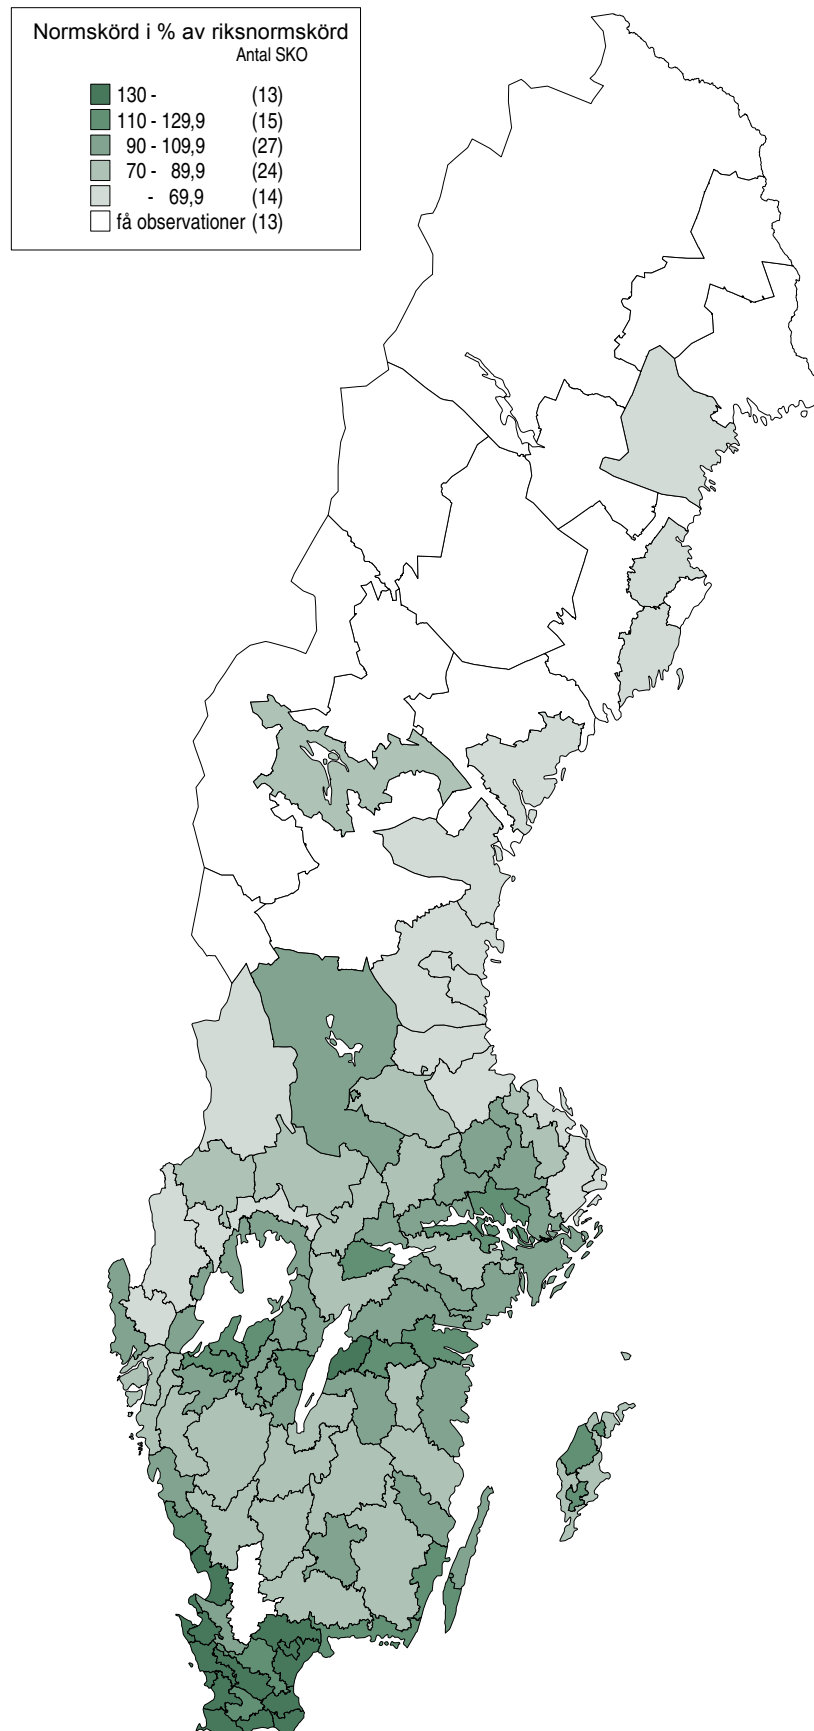 Normskörd i % av riksnormskörd
Antal SKO
130 - (13)
110 - 129,9 (15)
90 - 109,9 (27)
70 - 89,9 (24)
- 69,9 (14)
få observationer (13)